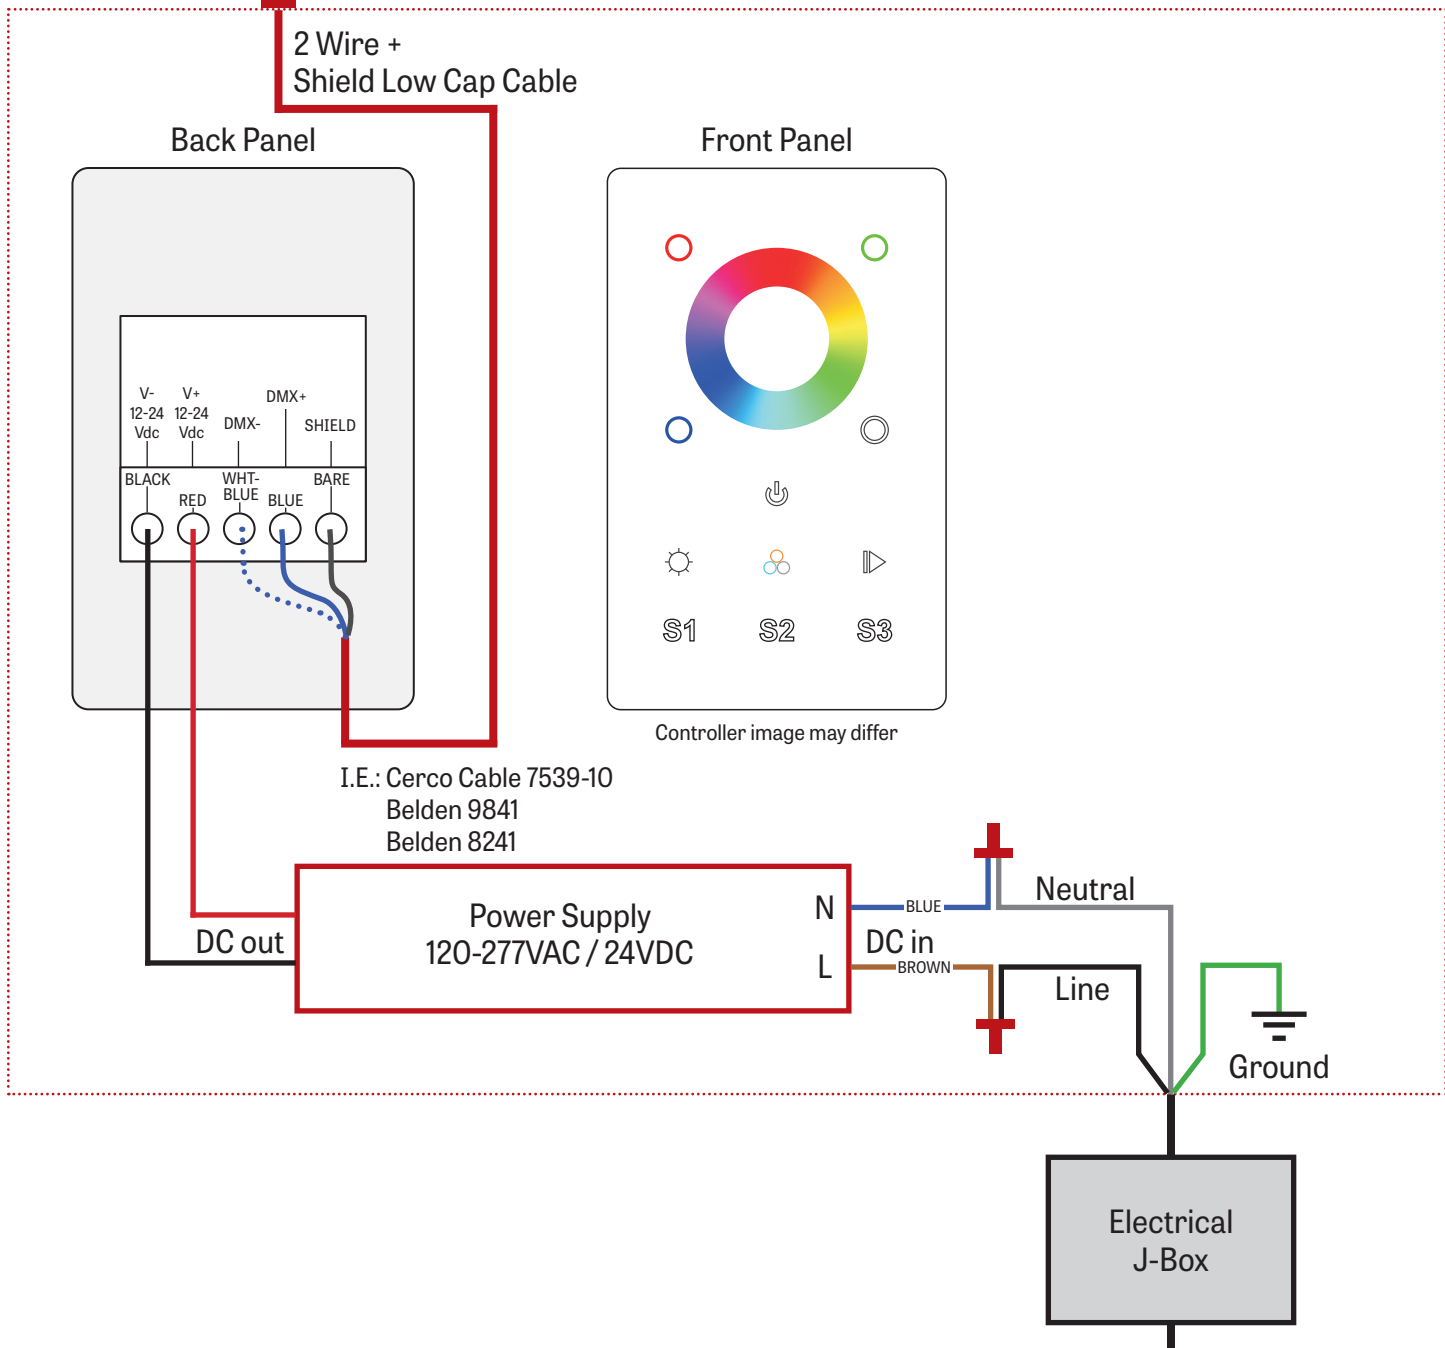 2 Wire +
Shield Low Cap Cable
Back Panel
Front Panel
V-
12-24
Vdc
V+
12-24
Vdc
DMX-
DMX+
SHIELD
BLACK
RED
WHT-
BLUE
BLUE
BARE
S1
S2
S3
Controller image may differ
I.E.: Cerco Cable 7539-10
Belden 9841
Belden 8241
DC out
Power Supply
120-277VAC / 24VDC
N
L
BLUE
DC in
BROWN
Neutral
Line
Ground
Electrical
J-Box